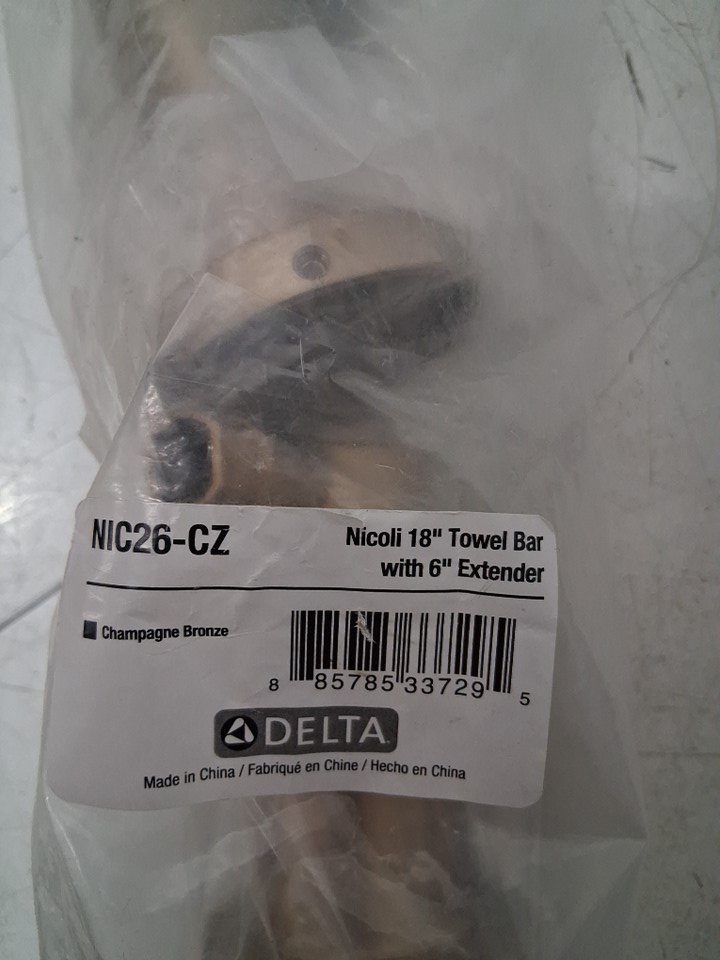 NIC26-CZ
Nicoli 18" Towel Bar
with 6" Extender
Champagne Bronze
8 85785 33729 5
DELTA
Made in China / Fabriqué en Chine / Hecho en China